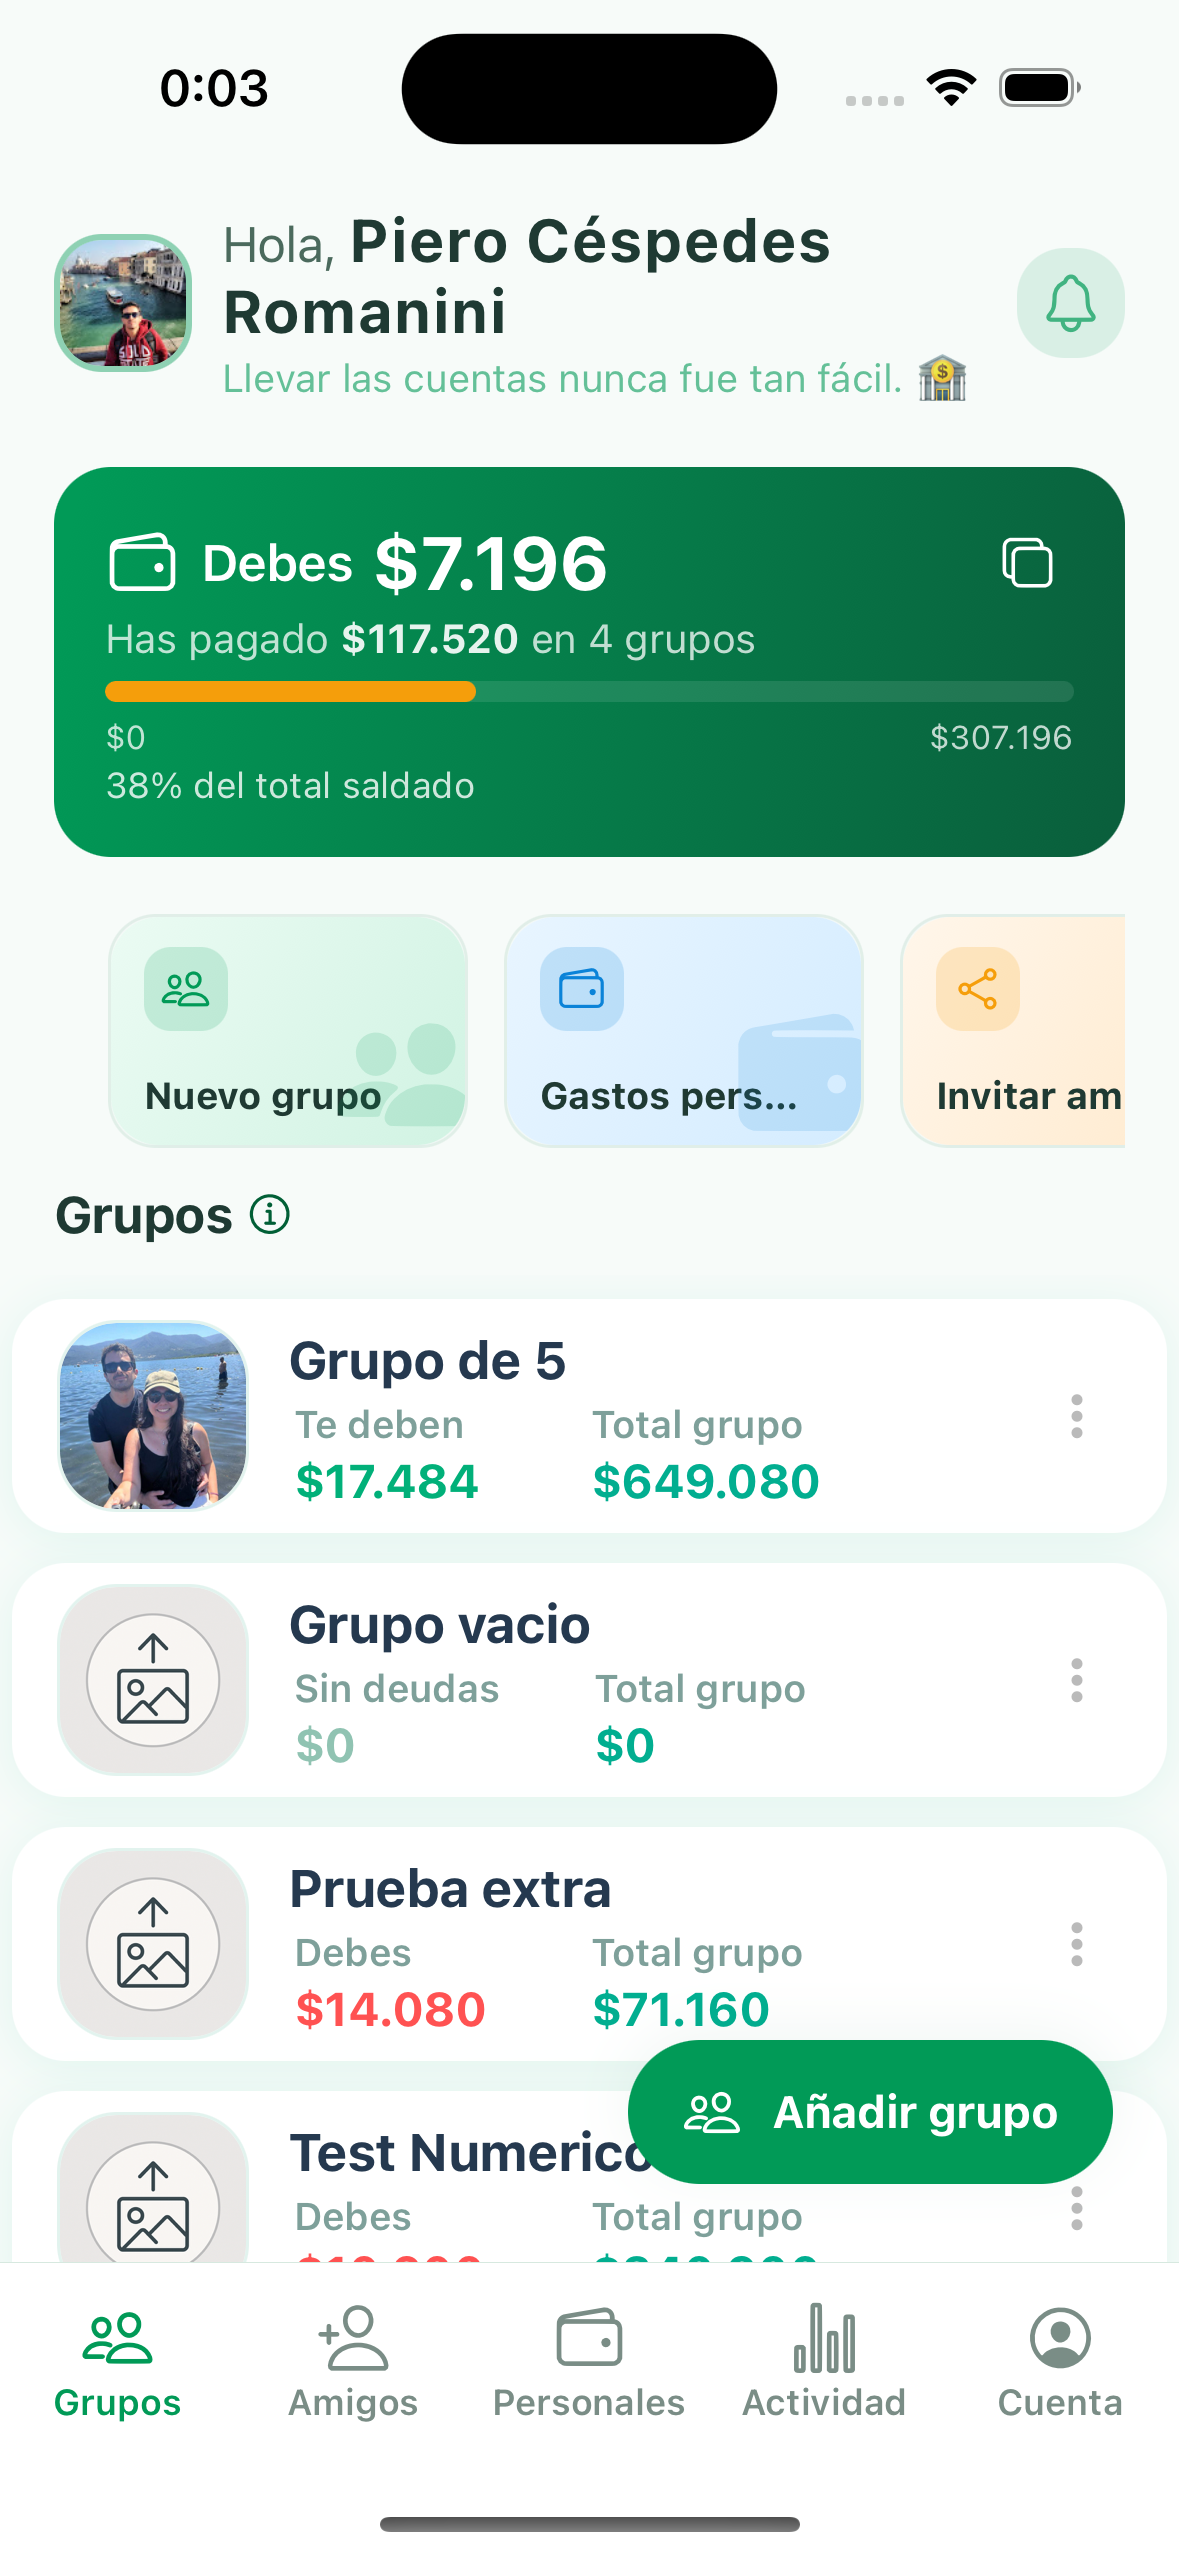 0:03
Hola, Piero Céspedes
Romanini
Llevar las cuentas nunca fue tan fácil. 🏦
Debes $7.196
Has pagado $117.520 en 4 grupos
$0 $307.196
38% del total saldado
Nuevo grupo
Gastos pers...
Invitar am
Grupos
Grupo de 5
Te deben Total grupo
$17.484 $649.080
Grupo vacio
Sin deudas Total grupo
$0 $0
Prueba extra
Debes Total grupo
$14.080 $71.160
Añadir grupo
Test Numerico
Debes Total grupo
Grupos Amigos Personales Actividad Cuenta